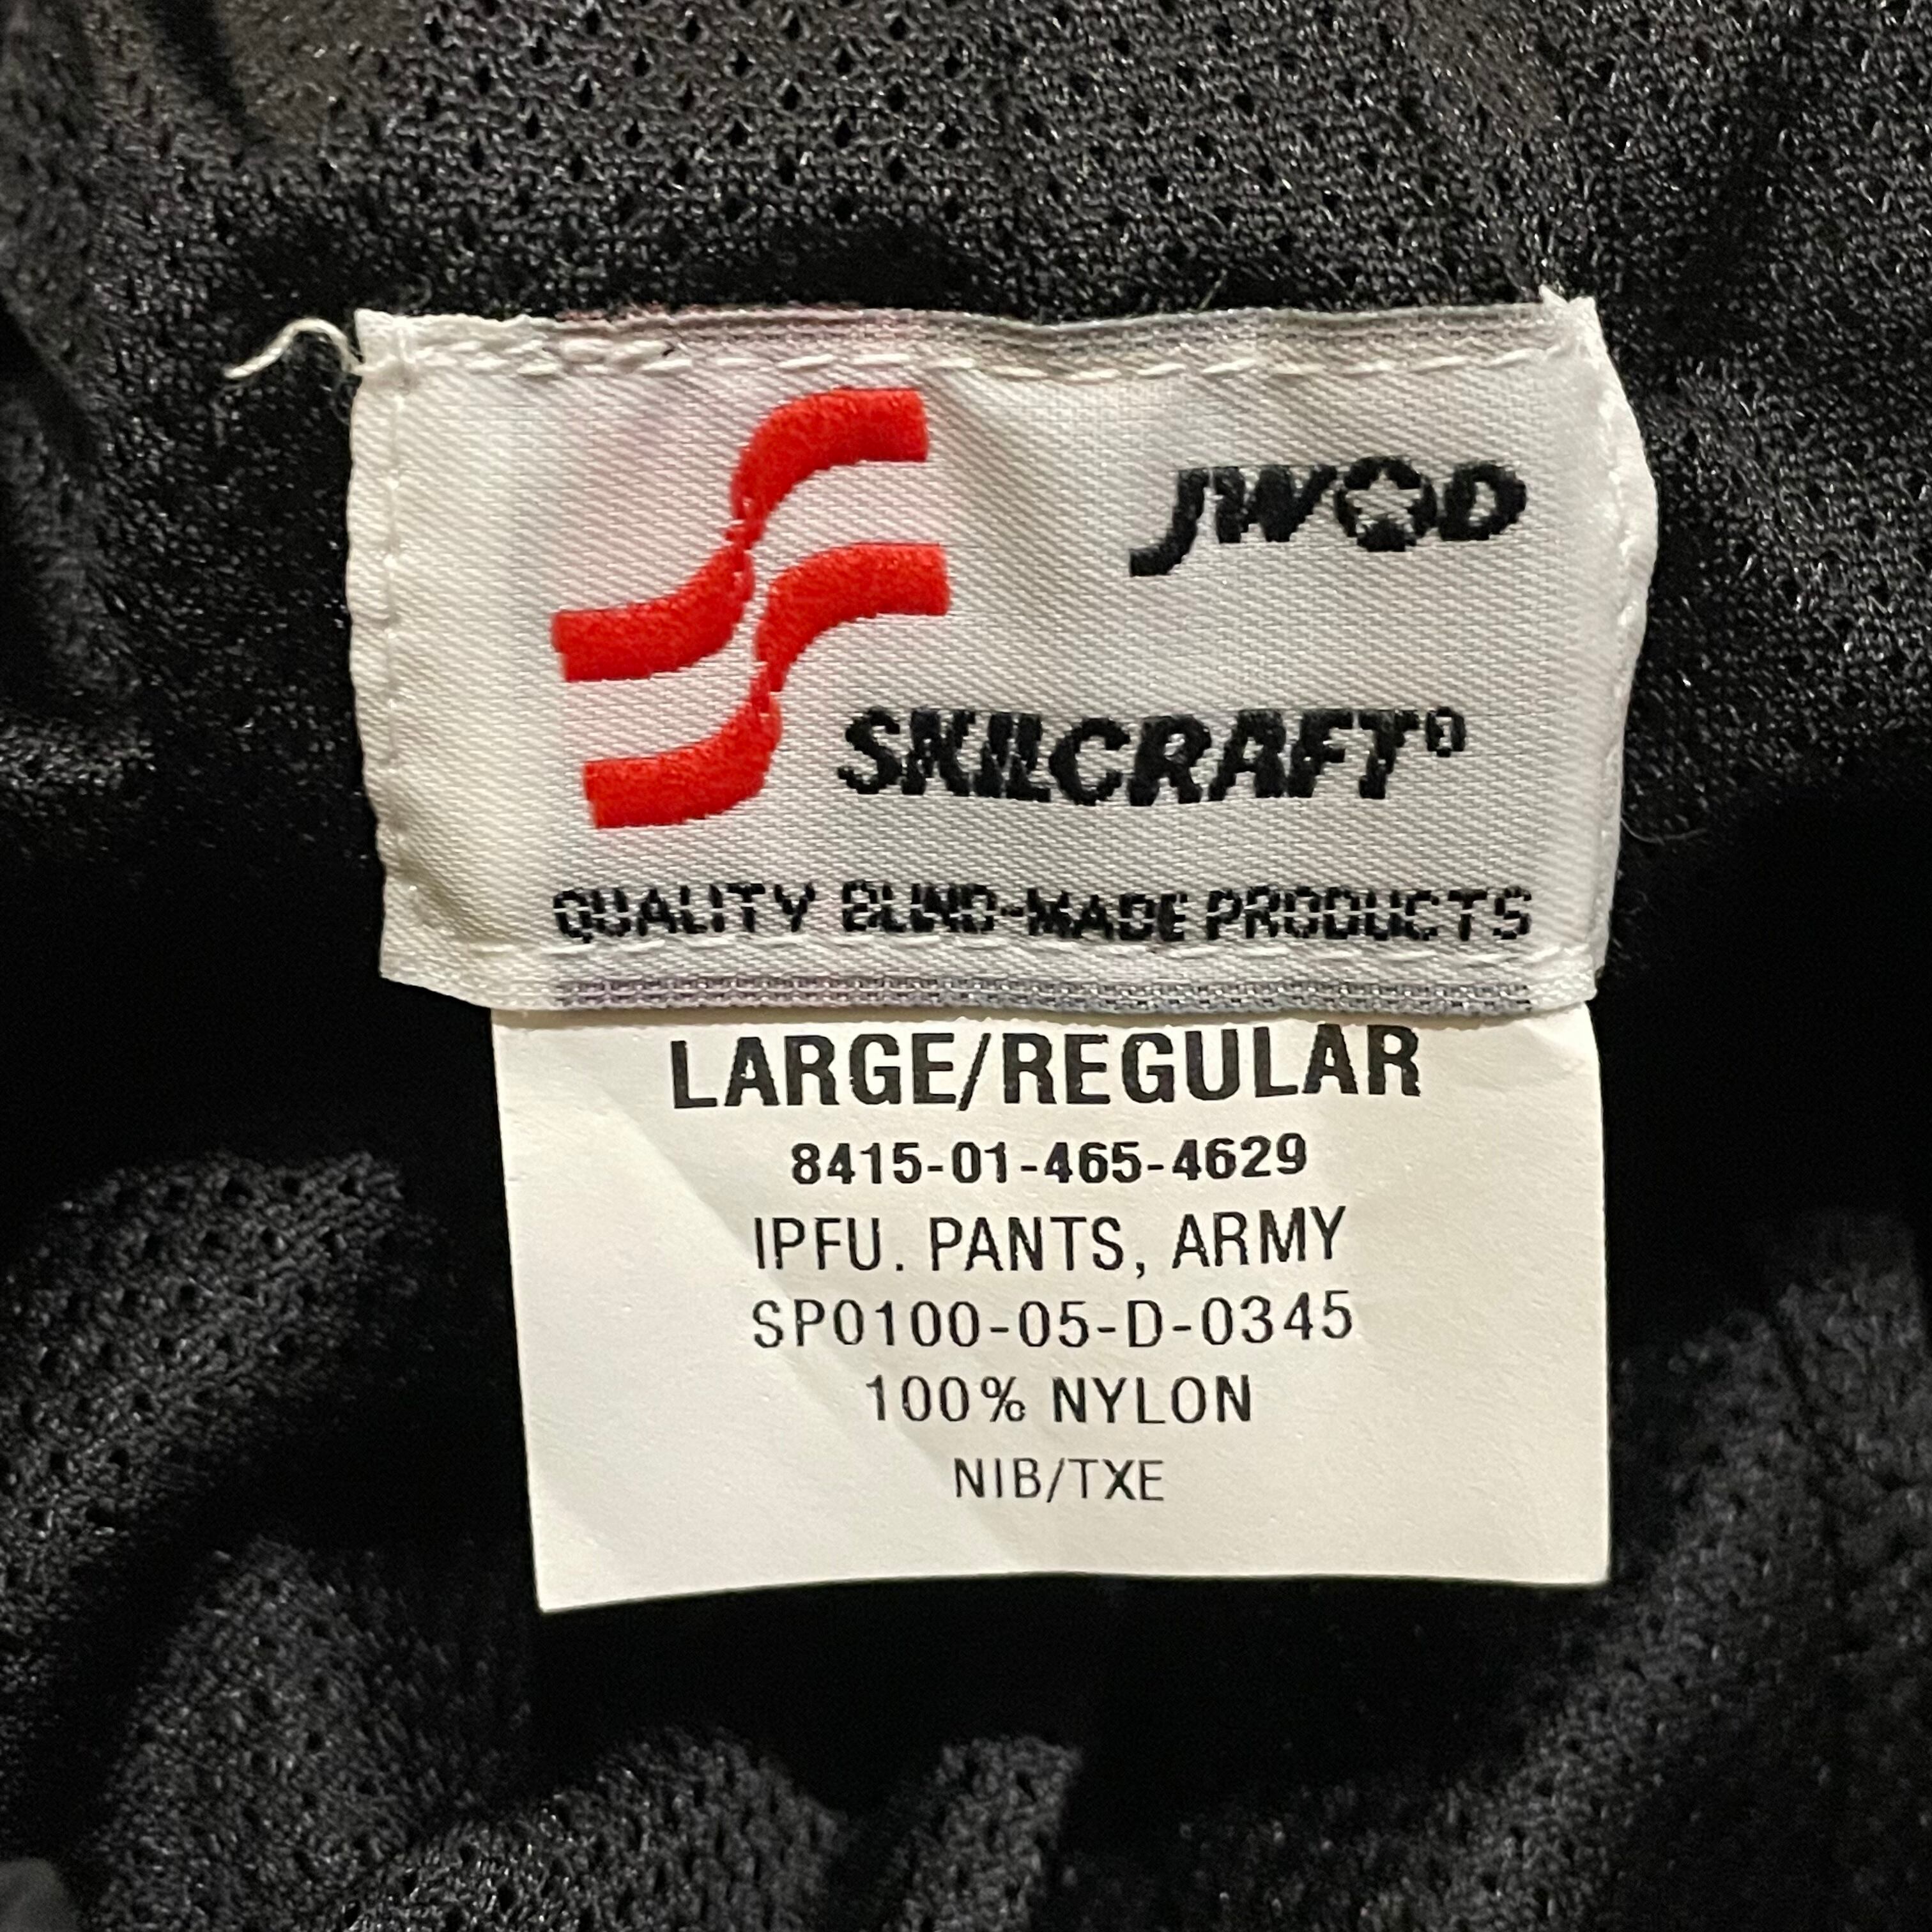 JWOD
SKILCRAFT®
QUALITY BLIND-MADE PRODUCTS
LARGE/REGULAR
8415-01-465-4629
IPFU. PANTS, ARMY
SP0100-05-D-0345
100% NYLON
NIB/TXE